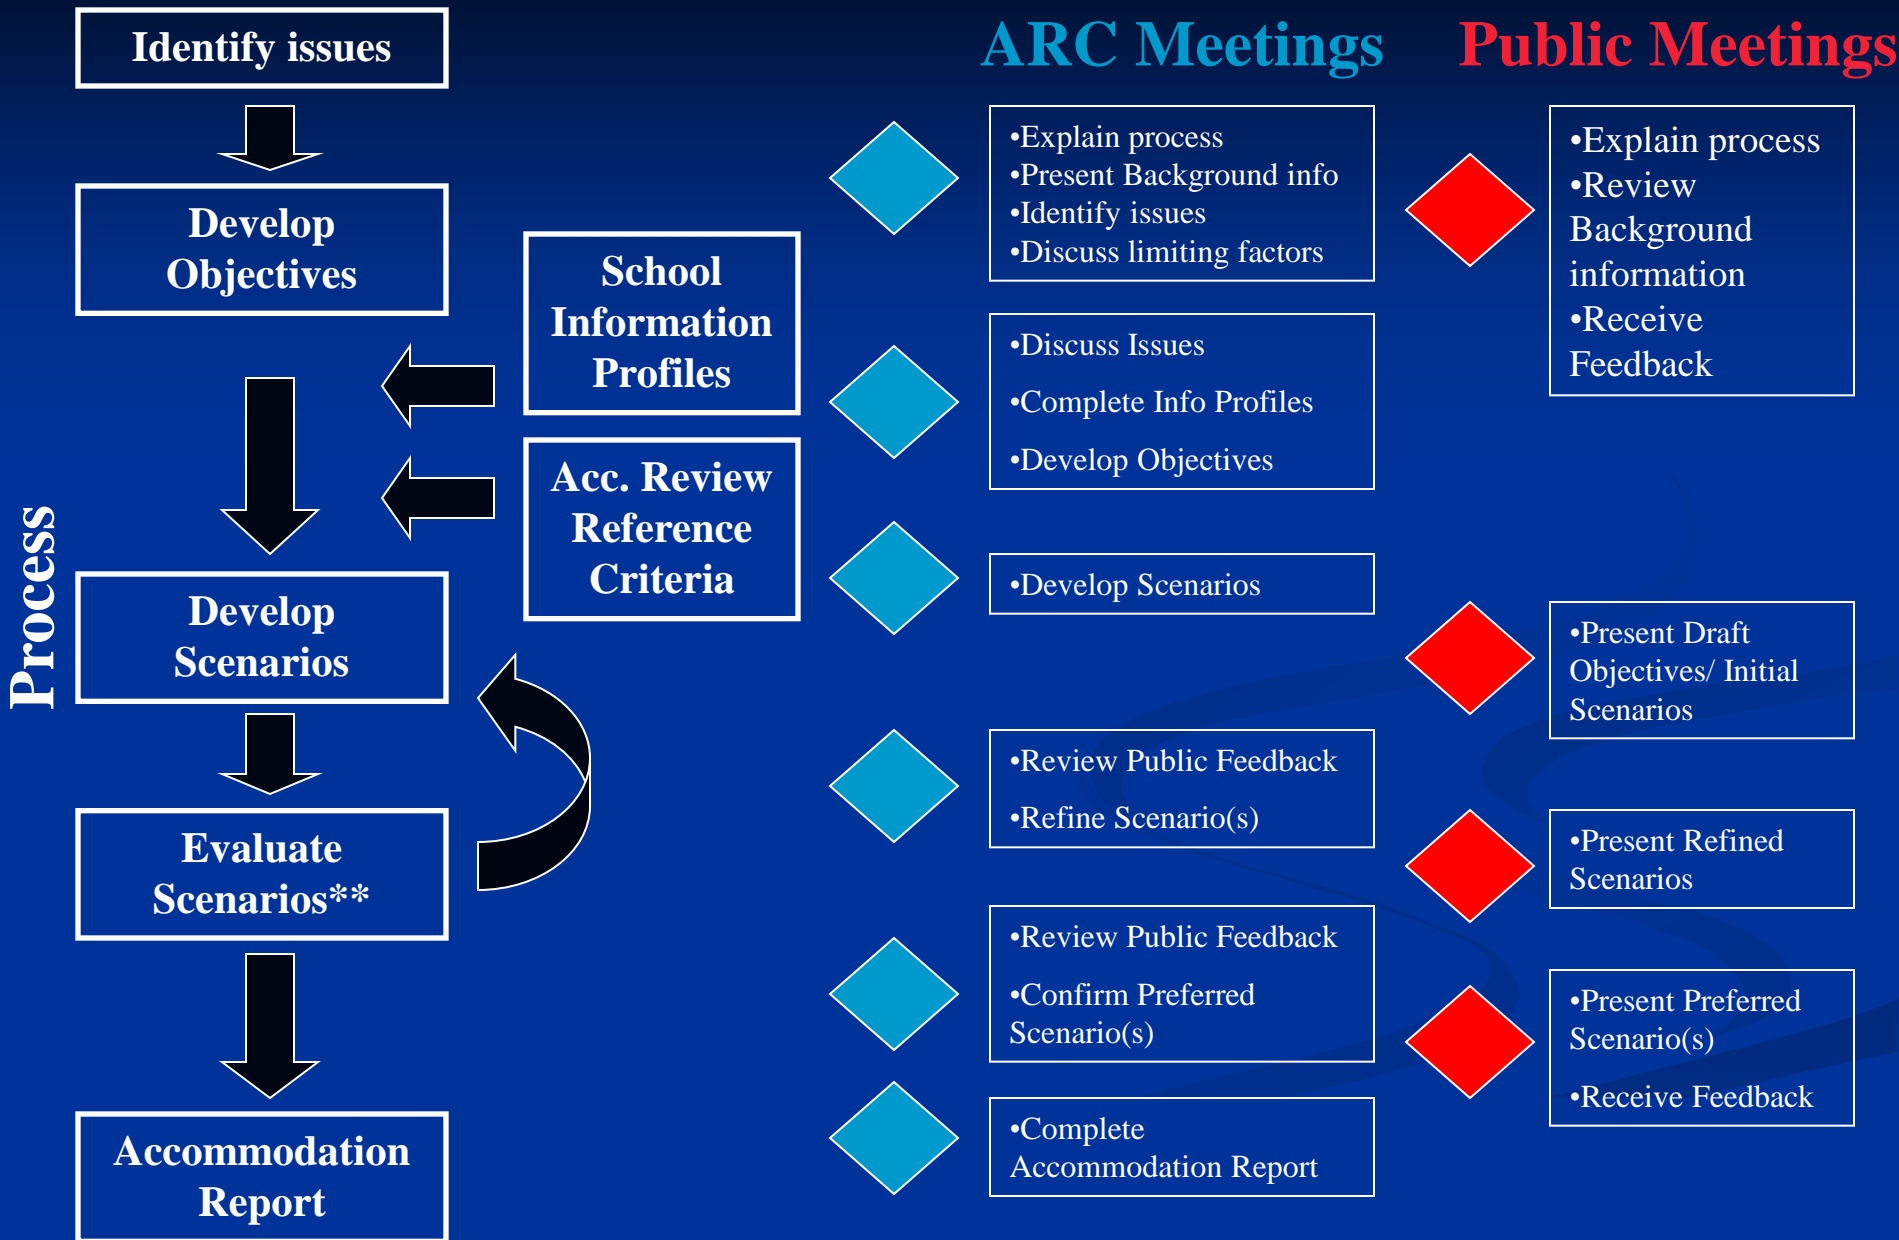 Identify issues
Develop
Objectives
School
Information
Profiles
Acc. Review
Reference
Criteria
Process
Develop
Scenarios
Evaluate
Scenarios**
Accommodation
Report
ARC Meetings
•Explain process
•Present Background info
•Identify issues
•Discuss limiting factors
•Discuss Issues
•Complete Info Profiles
•Develop Objectives
•Develop Scenarios
•Review Public Feedback
•Refine Scenario(s)
•Review Public Feedback
•Confirm Preferred
Scenario(s)
•Complete
Accommodation Report
Public Meetings
•Explain process
•Review
Background
information
•Receive
Feedback
•Present Draft
Objectives/ Initial
Scenarios
•Present Refined
Scenarios
•Present Preferred
Scenario(s)
•Receive Feedback